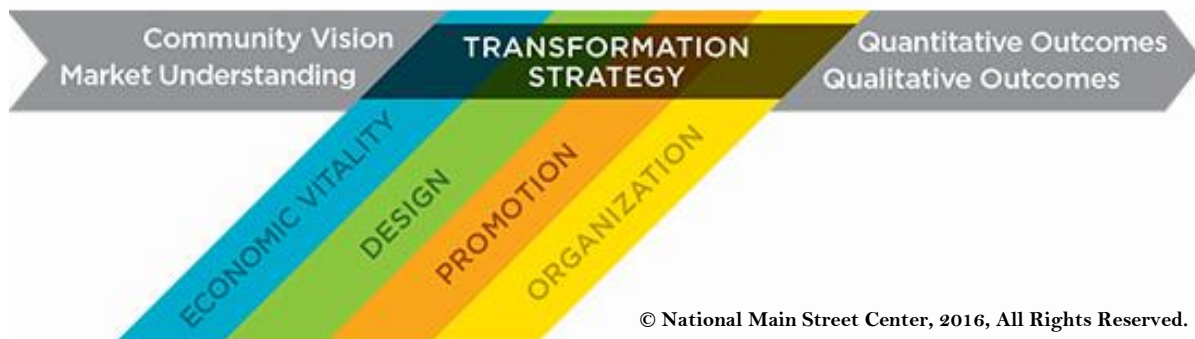 Community Vision
Market Understanding
TRANSFORMATION
STRATEGY
Quantitative Outcomes
Qualitative Outcomes
ECONOMIC VITALITY
DESIGN
PROMOTION
ORGANIZATION
© National Main Street Center, 2016, All Rights Reserved.